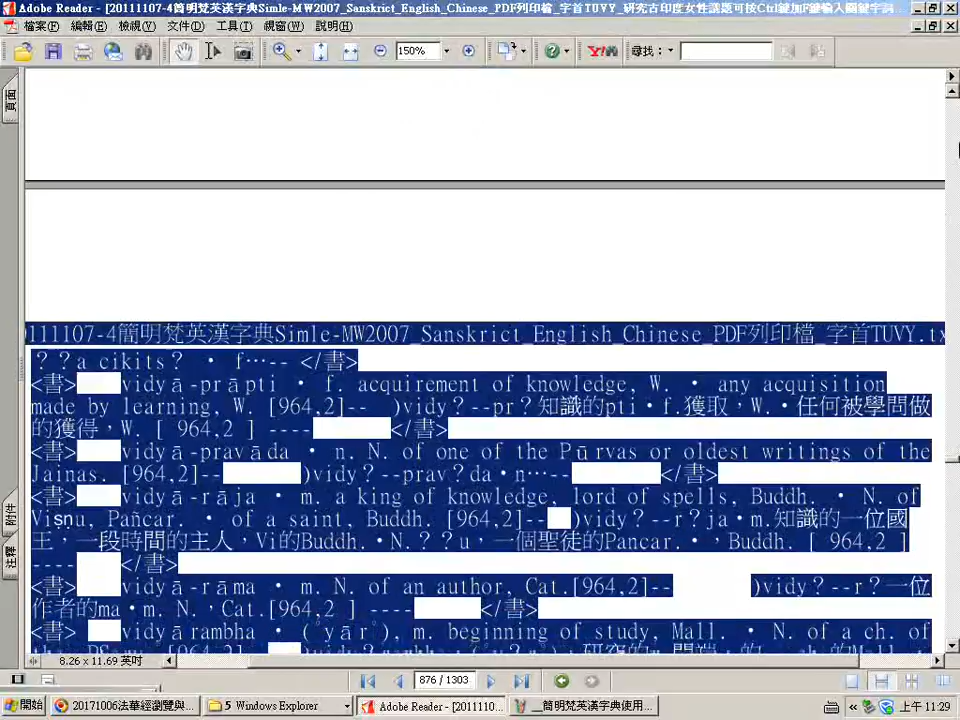 Adobe Reader - [20111107-4簡明梵英漢字典Simle-MW2007_Sanskrict_English_Chinese_PDF列印檔_字首TUVY_研究古印度女性議題可按Ctrl鍵加F鍵輸入關鍵字詞
檔案(F) 編輯(E) 檢視(V) 文件(D) 工具(T) 視窗(W) 說明(H)
150% Y! 尋找:
頁面
111107-4簡明梵英漢字典Simle-MW2007_Sanskrict_English_Chinese_PDF列印檔_字首TUVY.tx
??a cikits? · f…-- </書>
<書> vidyā-prāpti · f. acquirement of knowledge, W. · any acquisition
made by learning, W. [964,2]-- )vidy?--pr?知識的pti·f.獲取,W.·任何被學問做
的獲得,W. [ 964,2 ] ---- </書>
<書> vidyā-pravāda · n. N. of one of the Pūrvas or oldest writings of the
Jainas. [964,2]-- )vidy?--prav?da·n…-- </書>
<書> vidyā-rāja · m. a king of knowledge, lord of spells, Buddh. · N. of
Viṣṇu, Pañcar. · of a saint, Buddh. [964,2]-- )vidy?--r?ja·m.知識的一位國
王,一段時間的主人,Vi的Buddh.·N.??u,一個聖徒的Pancar.·,Buddh. [ 964,2 ]
---- </書>
<書> vidyā-rāma · m. N. of an author, Cat.[964,2]-- )vidy?--r?一位
作者的ma·m. N.,Cat.[964,2 ] ---- </書>
<書> vidyārambha · (°yār°), m. beginning of study, Mall. · N. of a ch. of
附件
注釋
8.26 x 11.69 英吋
876 / 1303
開始 20171006法華經瀏覽與... 5 Windows Explorer Adobe Reader - [2011110... __簡明梵英漢字典使用... 上午 11:29